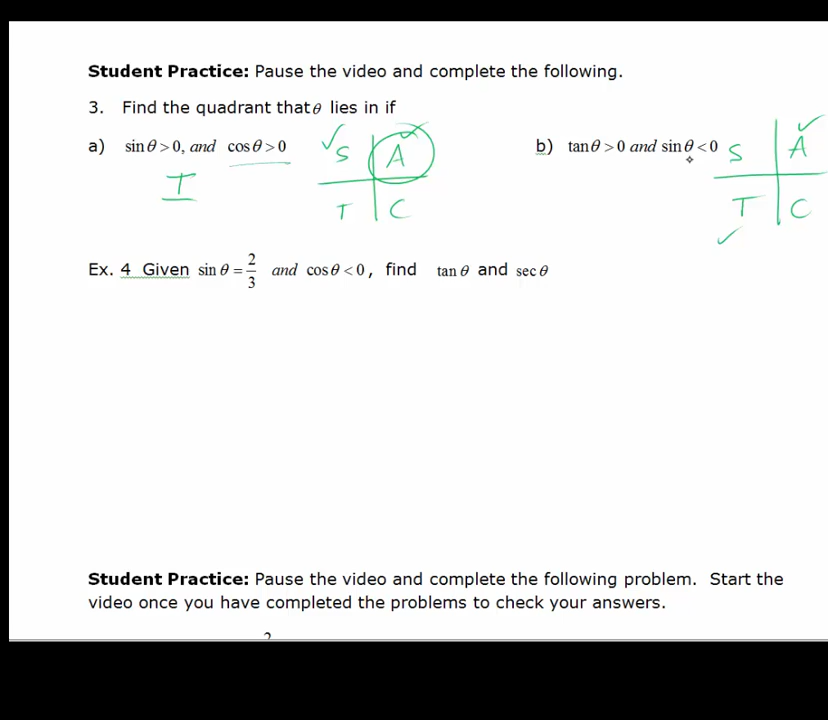 Student Practice: Pause the video and complete the following.
3. Find the quadrant that θ lies in if
a) sin θ > 0, and cos θ > 0
I
S A
T C
b) tan θ > 0 and sin θ < 0
S A
T C
Ex. 4 Given sin θ = 2/3 and cos θ < 0, find tan θ and sec θ
Student Practice: Pause the video and complete the following problem. Start the
video once you have completed the problems to check your answers.